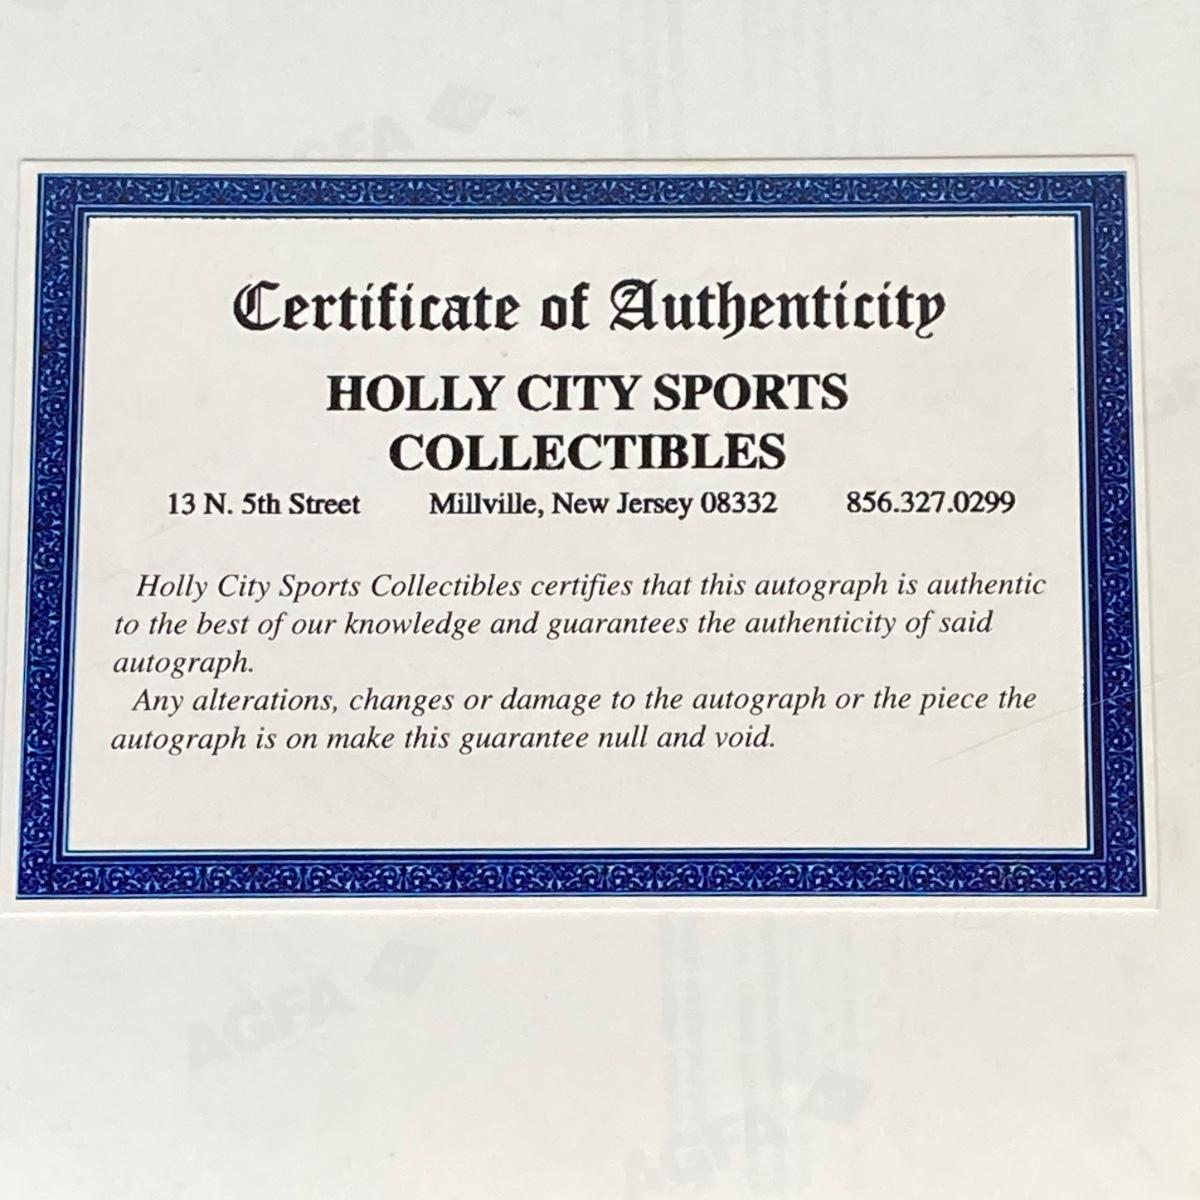 AGFA
Certificate of Authenticity
HOLLY CITY SPORTS
COLLECTIBLES
13 N. 5th Street Millville, New Jersey 08332 856.327.0299
Holly City Sports Collectibles certifies that this autograph is authentic
to the best of our knowledge and guarantees the authenticity of said
autograph.
Any alterations, changes or damage to the autograph or the piece the
autograph is on make this guarantee null and void.
AGFA
AGFA